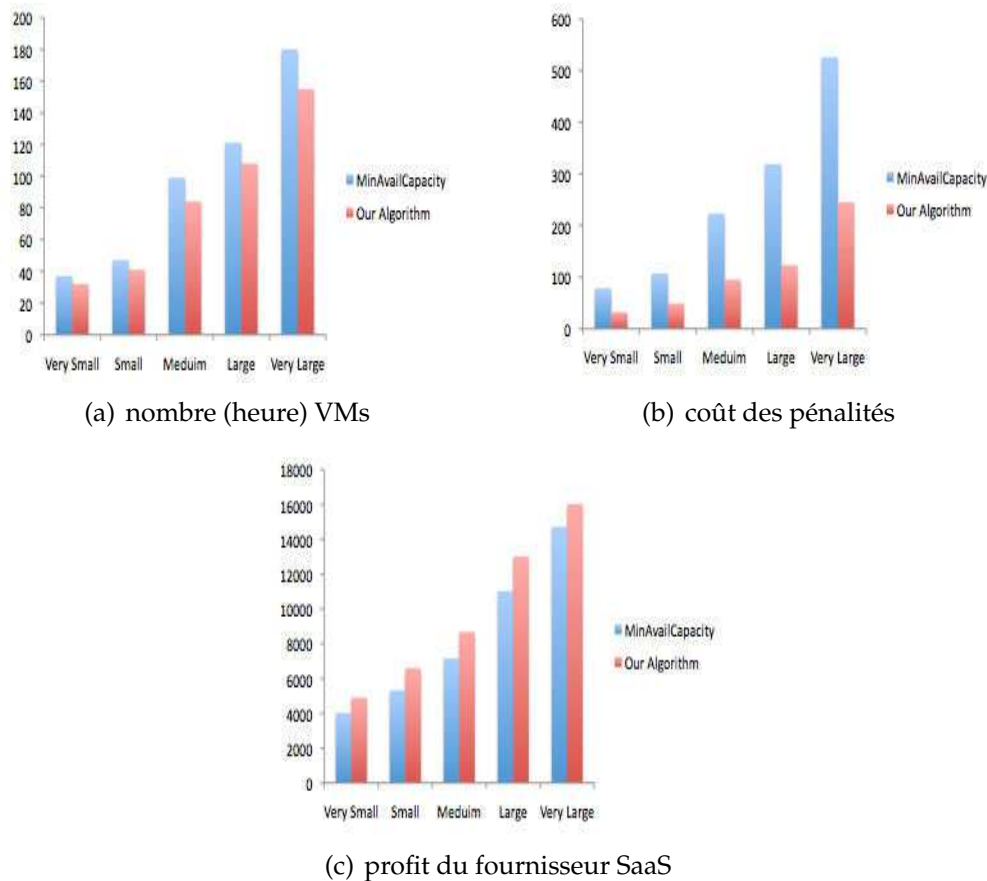 200
180
160
140
120
100
80
60
40
20
0
Very Small Small Meduim Large Very Large
MinAvailCapacity
Our Algorithm
(a) nombre (heure) VMs
600
500
400
300
200
100
0
Very Small Small Meduim Large Very Large
MinAvailCapacity
Our Algorithm
(b) coût des pénalités
18000
16000
14000
12000
10000
8000
6000
4000
2000
0
Very Small Small Meduim Large Very Large
MinAvailCapacity
Our Algorithm
(c) profit du fournisseur SaaS